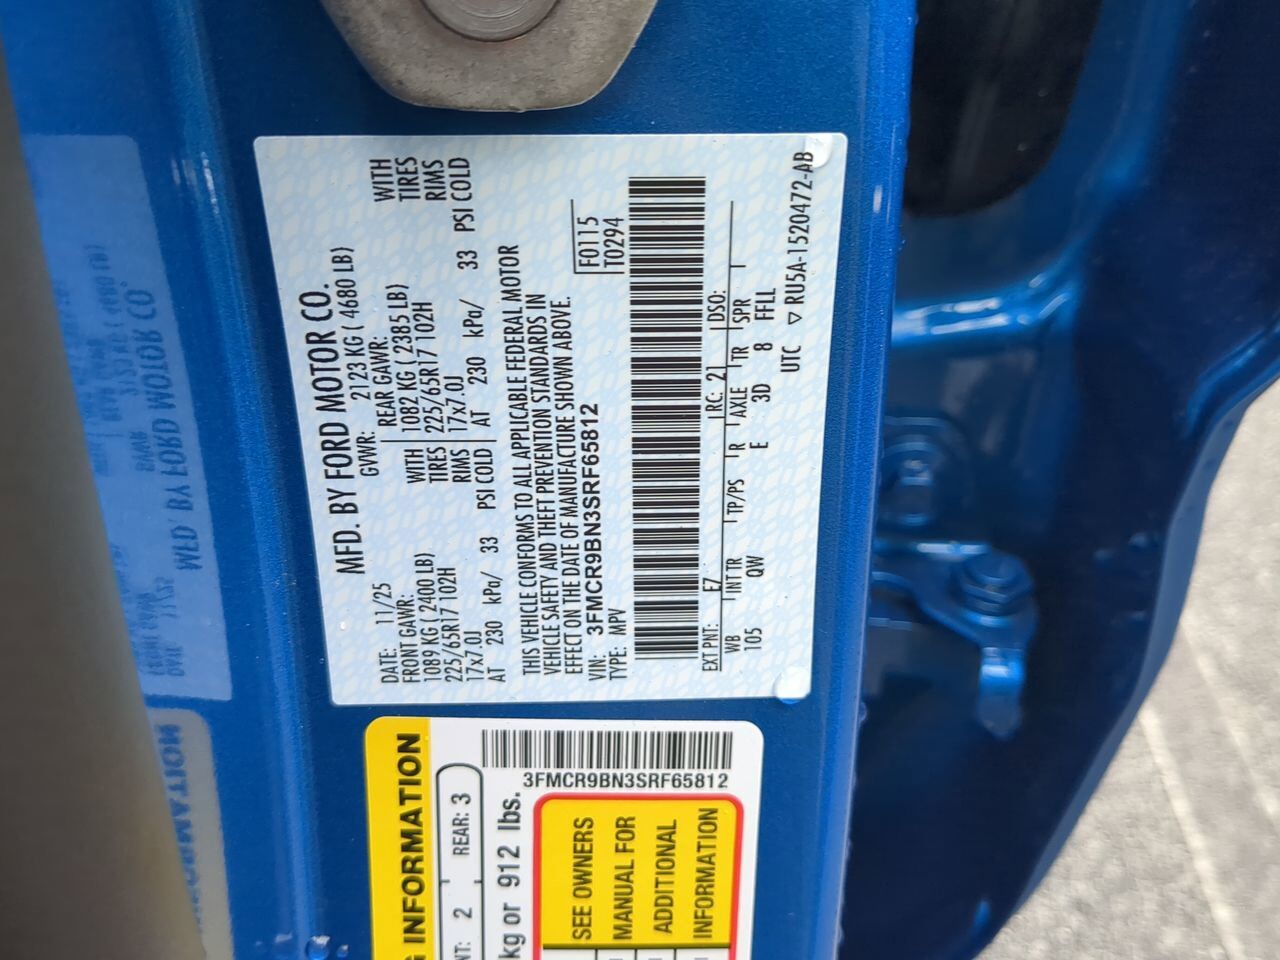 MFD. BY FORD MOTOR CO.
DATE: 11/25 GVWR: 2123 KG ( 4680 LB)
FRONT GAWR: REAR GAWR:
1089 KG ( 2400 LB) WITH 1082 KG ( 2385 LB) WITH
225/65R17 102H TIRES 225/65R17 102H TIRES
17x7.0J RIMS 17x7.0J RIMS
AT 230 kPa/ 33 PSI COLD AT 230 kPa/ 33 PSI COLD
THIS VEHICLE CONFORMS TO ALL APPLICABLE FEDERAL MOTOR
VEHICLE SAFETY AND THEFT PREVENTION STANDARDS IN
EFFECT ON THE DATE OF MANUFACTURE SHOWN ABOVE.
VIN: 3FMCR9BN3SRF65812 F0115
TYPE: MPV T0294
EXT PNT: E7 RC: 21 DSO:
WB INT TR TP/PS R AXLE TR SPR
105 QW E 3D 8 FFLL
UTC ▽ RU5A-1520472-AB
INFORMATION
2 REAR: 3
3FMCR9BN3SRF65812
kg or 912 lbs.
SEE OWNERS
MANUAL FOR
ADDITIONAL
INFORMATION